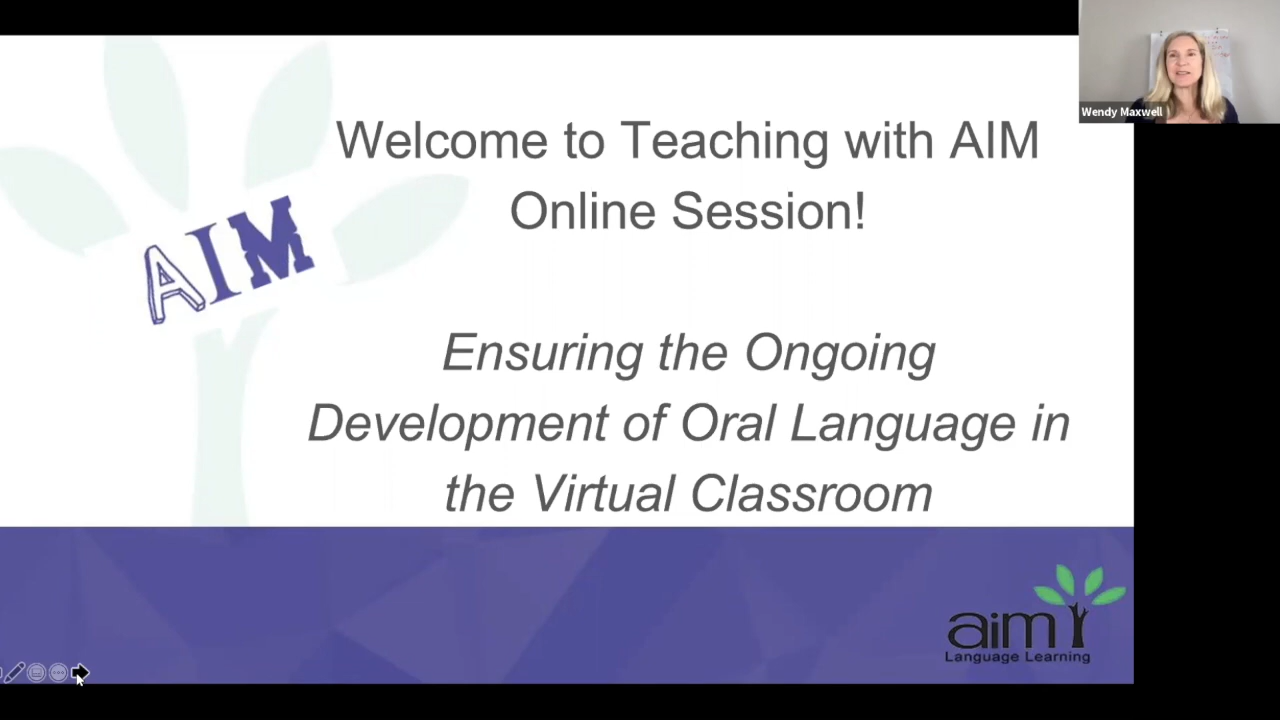 Wendy Maxwell
Welcome to Teaching with AIM
Online Session!
AIM
Ensuring the Ongoing
Development of Oral Language in
the Virtual Classroom
aim
Language Learning